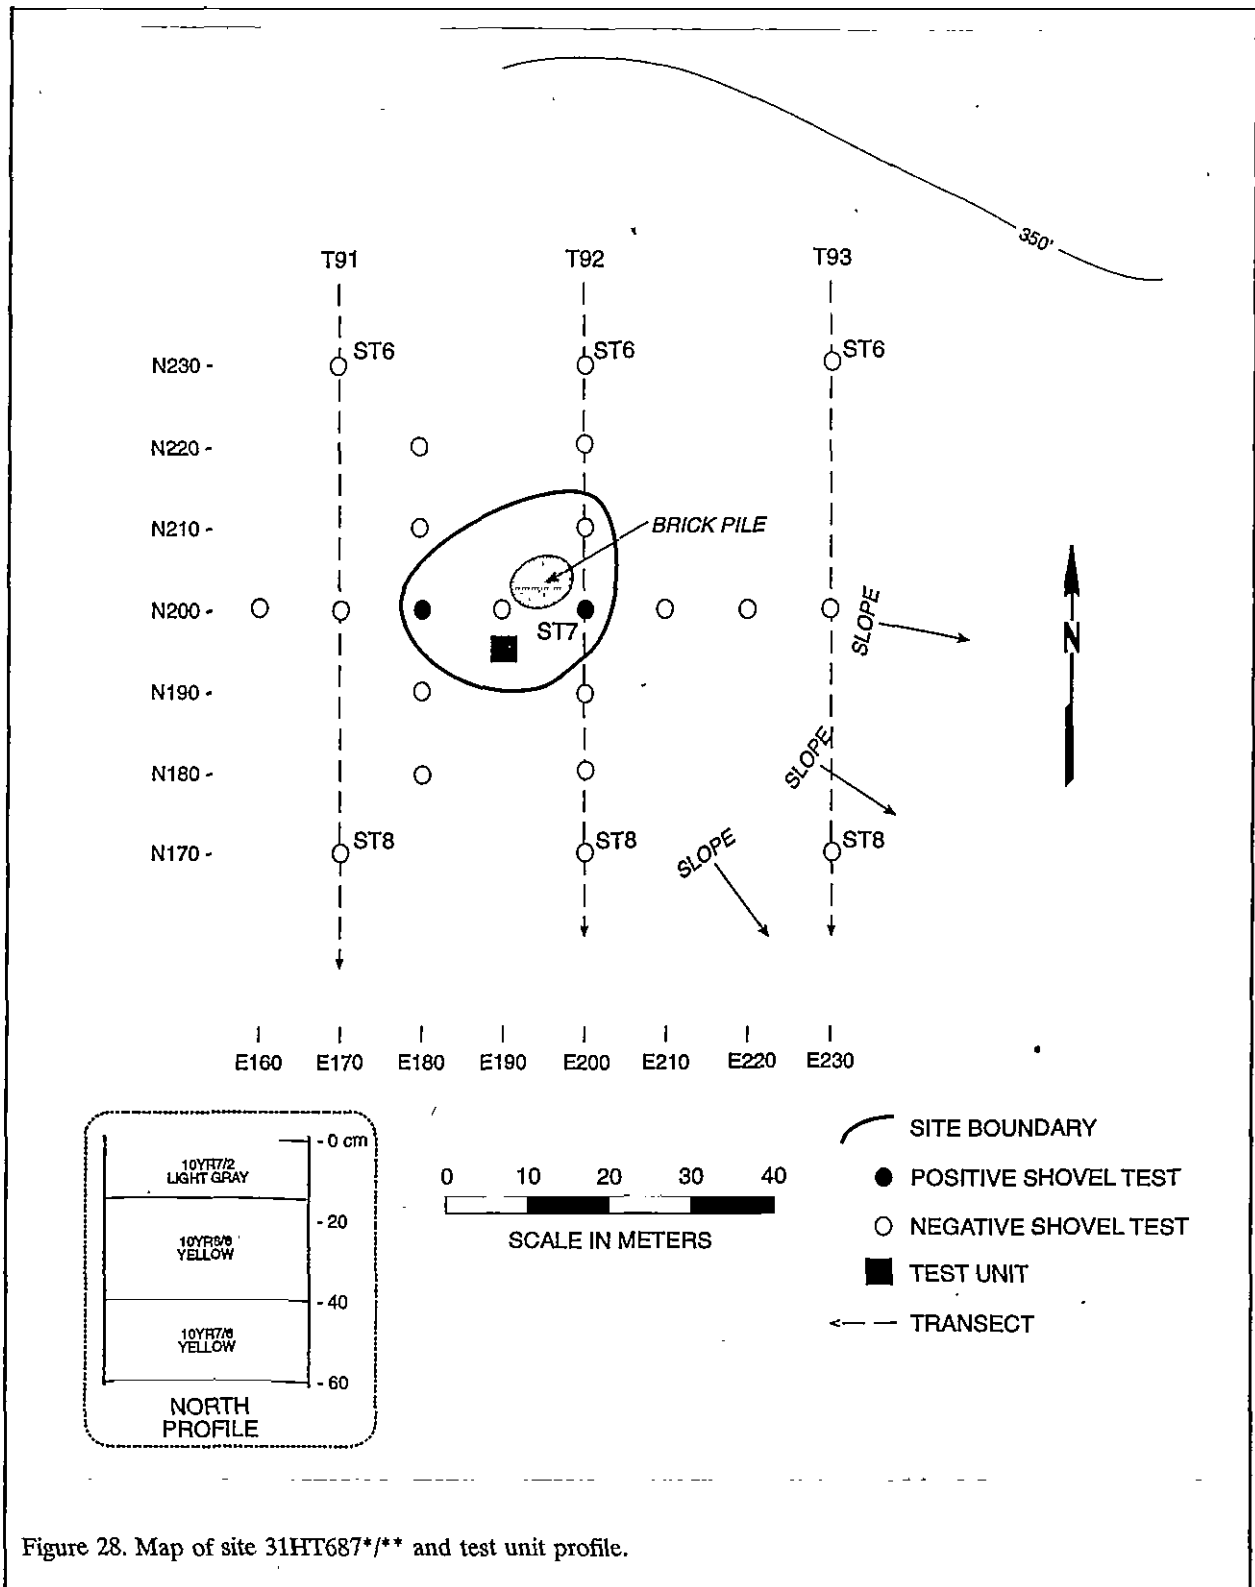 350'
T91 T92 T93
N230 - ST6 ST6 ST6
N220 -
N210 - BRICK PILE
N200 - ST7 SLOPE N
N190 -
N180 - SLOPE
N170 - ST8 ST8 SLOPE ST8
E160 E170 E180 E190 E200 E210 E220 E230
- 0 cm
10YR7/2
LIGHT GRAY
- 20
YELLOW
- 40
10YR7/6
YELLOW
- 60
NORTH
PROFILE
0 10 20 30 40
SCALE IN METERS
SITE BOUNDARY
POSITIVE SHOVEL TEST
NEGATIVE SHOVEL TEST
TEST UNIT
TRANSECT
Figure 28. Map of site 31HT687*/** and test unit profile.